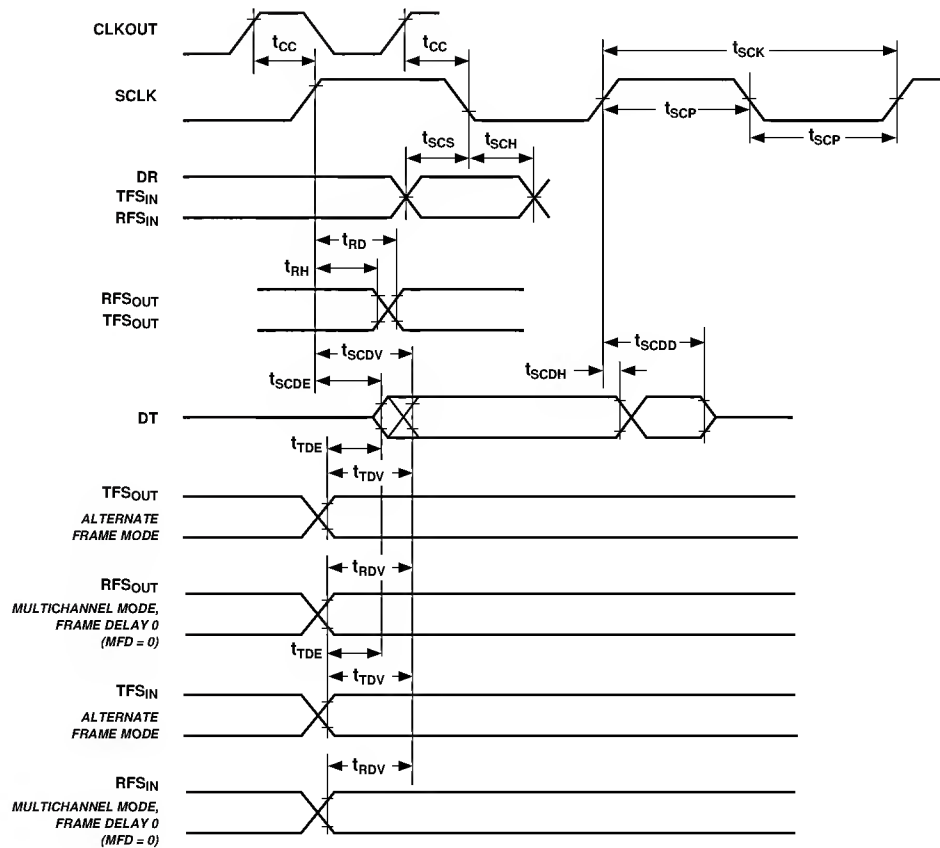 CLKOUT
tCC
tCC
tSCK
SCLK
tSCP
tSCP
tSCS
tSCH
DR
TFSIN
RFSIN
tRD
tRH
RFSOUT
TFSOUT
tSCDV
tSCDD
tSCDH
tSCDE
DT
tTDE
tTDV
TFSOUT
ALTERNATE
FRAME MODE
tRDV
RFSOUT
MULTICHANNEL MODE,
FRAME DELAY 0
(MFD = 0)
tTDE
tTDV
TFSIN
ALTERNATE
FRAME MODE
tRDV
RFSIN
MULTICHANNEL MODE,
FRAME DELAY 0
(MFD = 0)